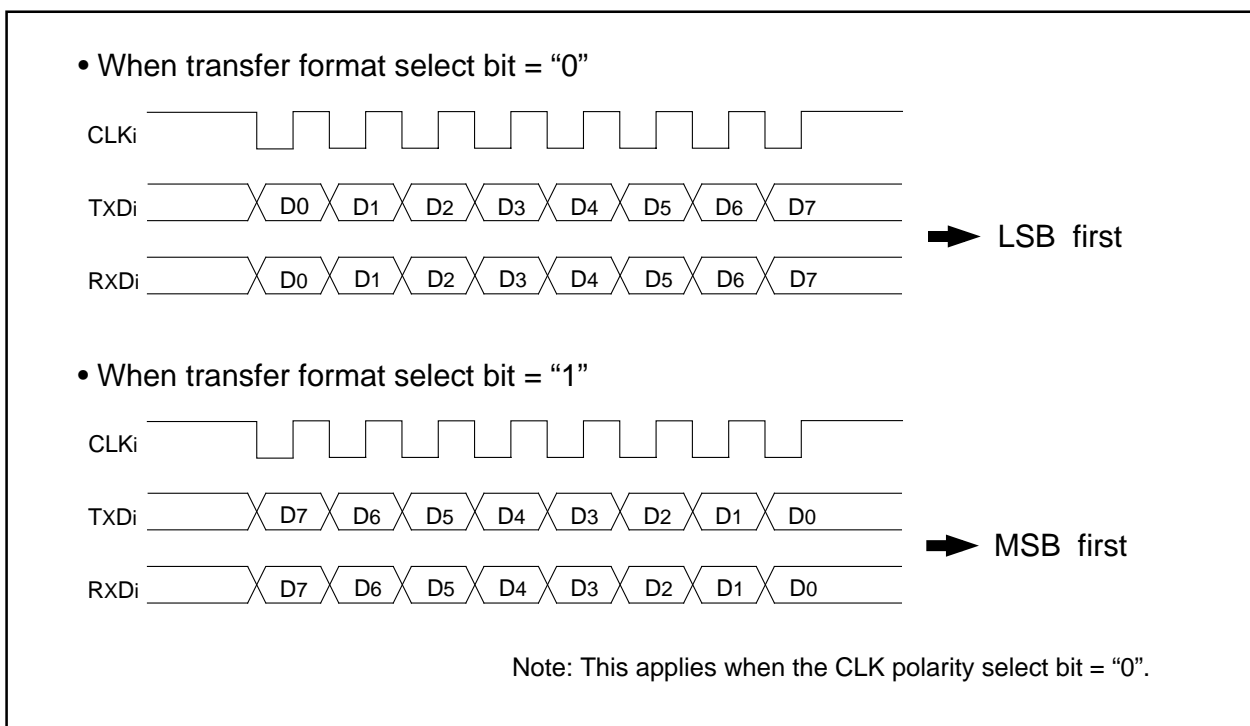 • When transfer format select bit = “0”
CLKi
TXDi D0 D1 D2 D3 D4 D5 D6 D7
RXDi D0 D1 D2 D3 D4 D5 D6 D7
LSB first
• When transfer format select bit = “1”
CLKi
TXDi D7 D6 D5 D4 D3 D2 D1 D0
RXDi D7 D6 D5 D4 D3 D2 D1 D0
MSB first
Note: This applies when the CLK polarity select bit = “0”.